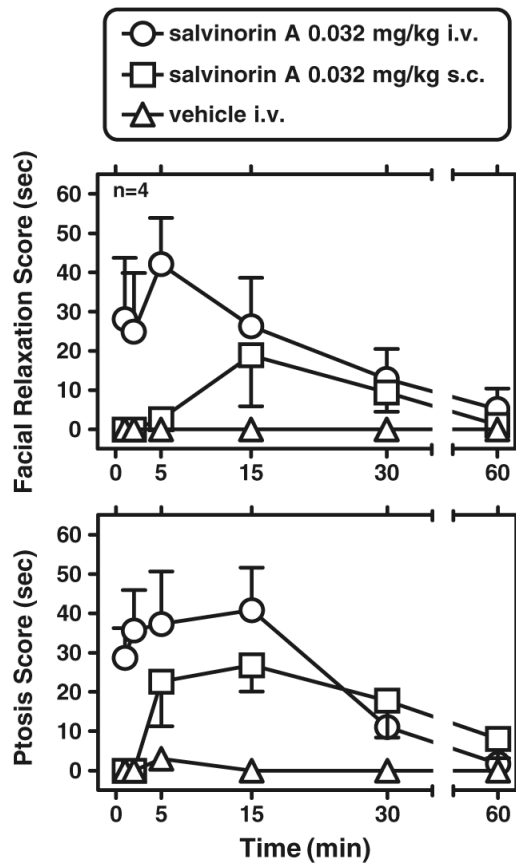 salvinorin A 0.032 mg/kg i.v.
salvinorin A 0.032 mg/kg s.c.
vehicle i.v.
Facial Relaxation Score (sec)
n=4
60
50
40
30
20
10
0
0 5 15 30 60
Ptosis Score (sec)
60
50
40
30
20
10
0
0 5 15 30 60
Time (min)